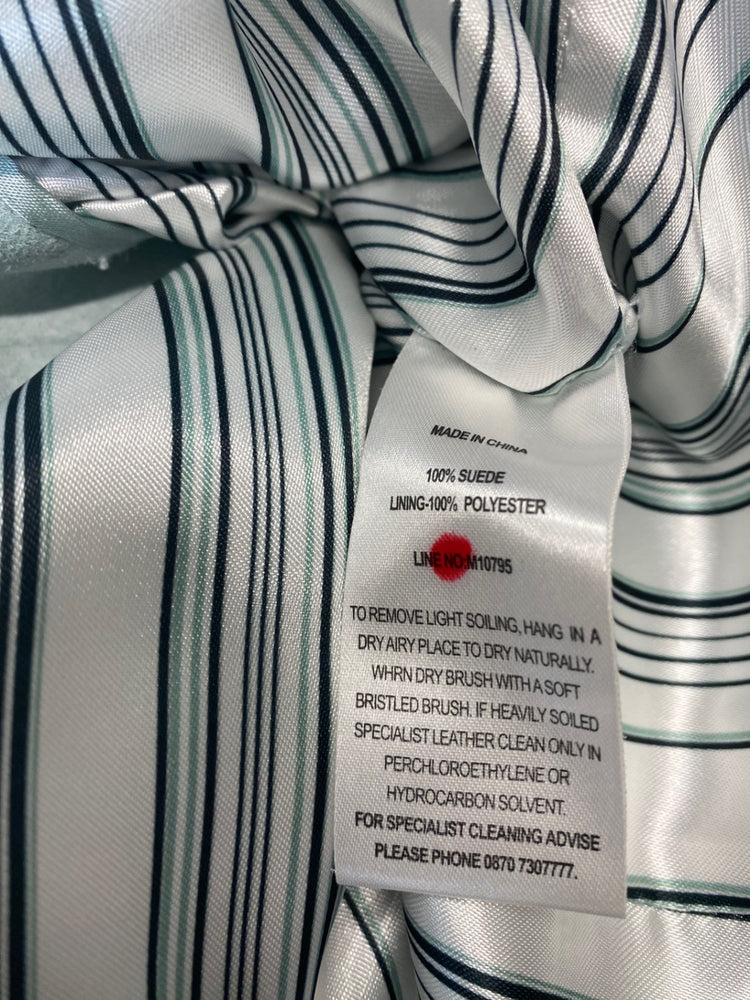 MADE IN CHINA
100% SUEDE
LINING-100% POLYESTER
LINE NO:M10795
TO REMOVE LIGHT SOILING, HANG IN A
DRY AIRY PLACE TO DRY NATURALLY.
WHRN DRY BRUSH WITH A SOFT
BRISTLED BRUSH. IF HEAVILY SOILED
SPECIALIST LEATHER CLEAN ONLY IN
PERCHLOROETHYLENE OR
HYDROCARBON SOLVENT.
FOR SPECIALIST CLEANING ADVISE
PLEASE PHONE 0870 7307777.